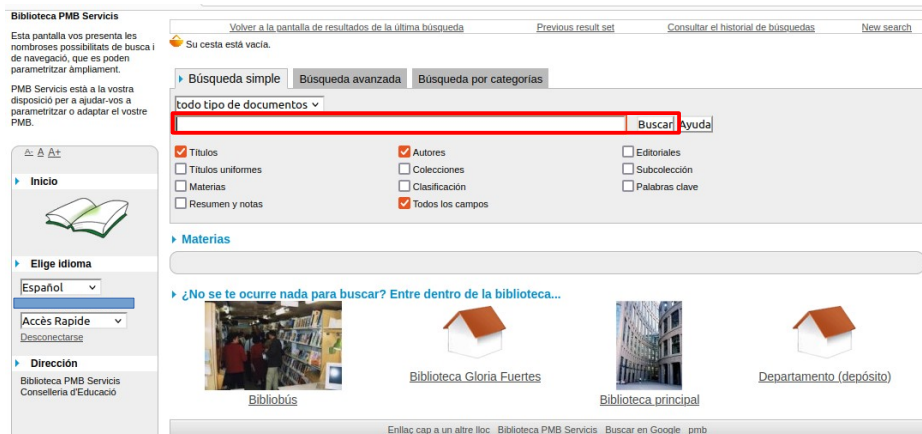 Biblioteca PMB Servicis
Esta pantalla vos presenta les
nombroses possibilitats de busca i
de navegació, que es poden
parametritzar àmpliament.
PMB Servicis està a la vostra
disposició per a ajudar-vos a
parametritzar o adaptar el vostre
PMB.
A- A A+
Inicio
Elige idioma
Español
Accès Rapide
Desconectarse
Dirección
Biblioteca PMB Servicis
Conselleria d'Educació
Volver a la pantalla de resultados de la última búsqueda Previous result set Consultar el historial de búsquedas New search
Su cesta está vacía.
Búsqueda simple Búsqueda avanzada Búsqueda por categorías
todo tipo de documentos
Buscar Ayuda
Títulos Autores Editoriales
Títulos uniformes Colecciones Subcolección
Materias Clasificación Palabras clave
Resumen y notas Todos los campos
Materias
¿No se te ocurre nada para buscar? Entre dentro de la biblioteca...
Bibliobús Biblioteca Gloria Fuertes Biblioteca principal Departamento (depósito)
Enllaç cap a un altre lloc Biblioteca PMB Servicis Buscar en Google pmb